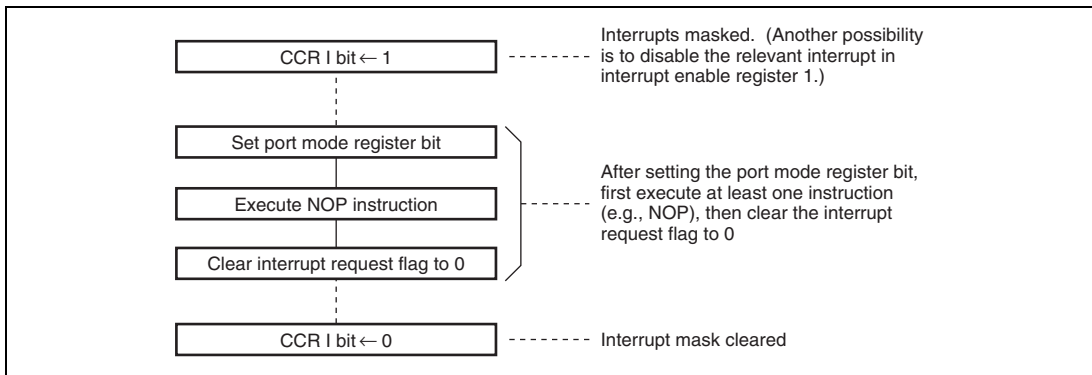 CCR I bit ← 1
Interrupts masked. (Another possibility
is to disable the relevant interrupt in
interrupt enable register 1.)
Set port mode register bit
Execute NOP instruction
Clear interrupt request flag to 0
After setting the port mode register bit,
first execute at least one instruction
(e.g., NOP), then clear the interrupt
request flag to 0
CCR I bit ← 0
Interrupt mask cleared